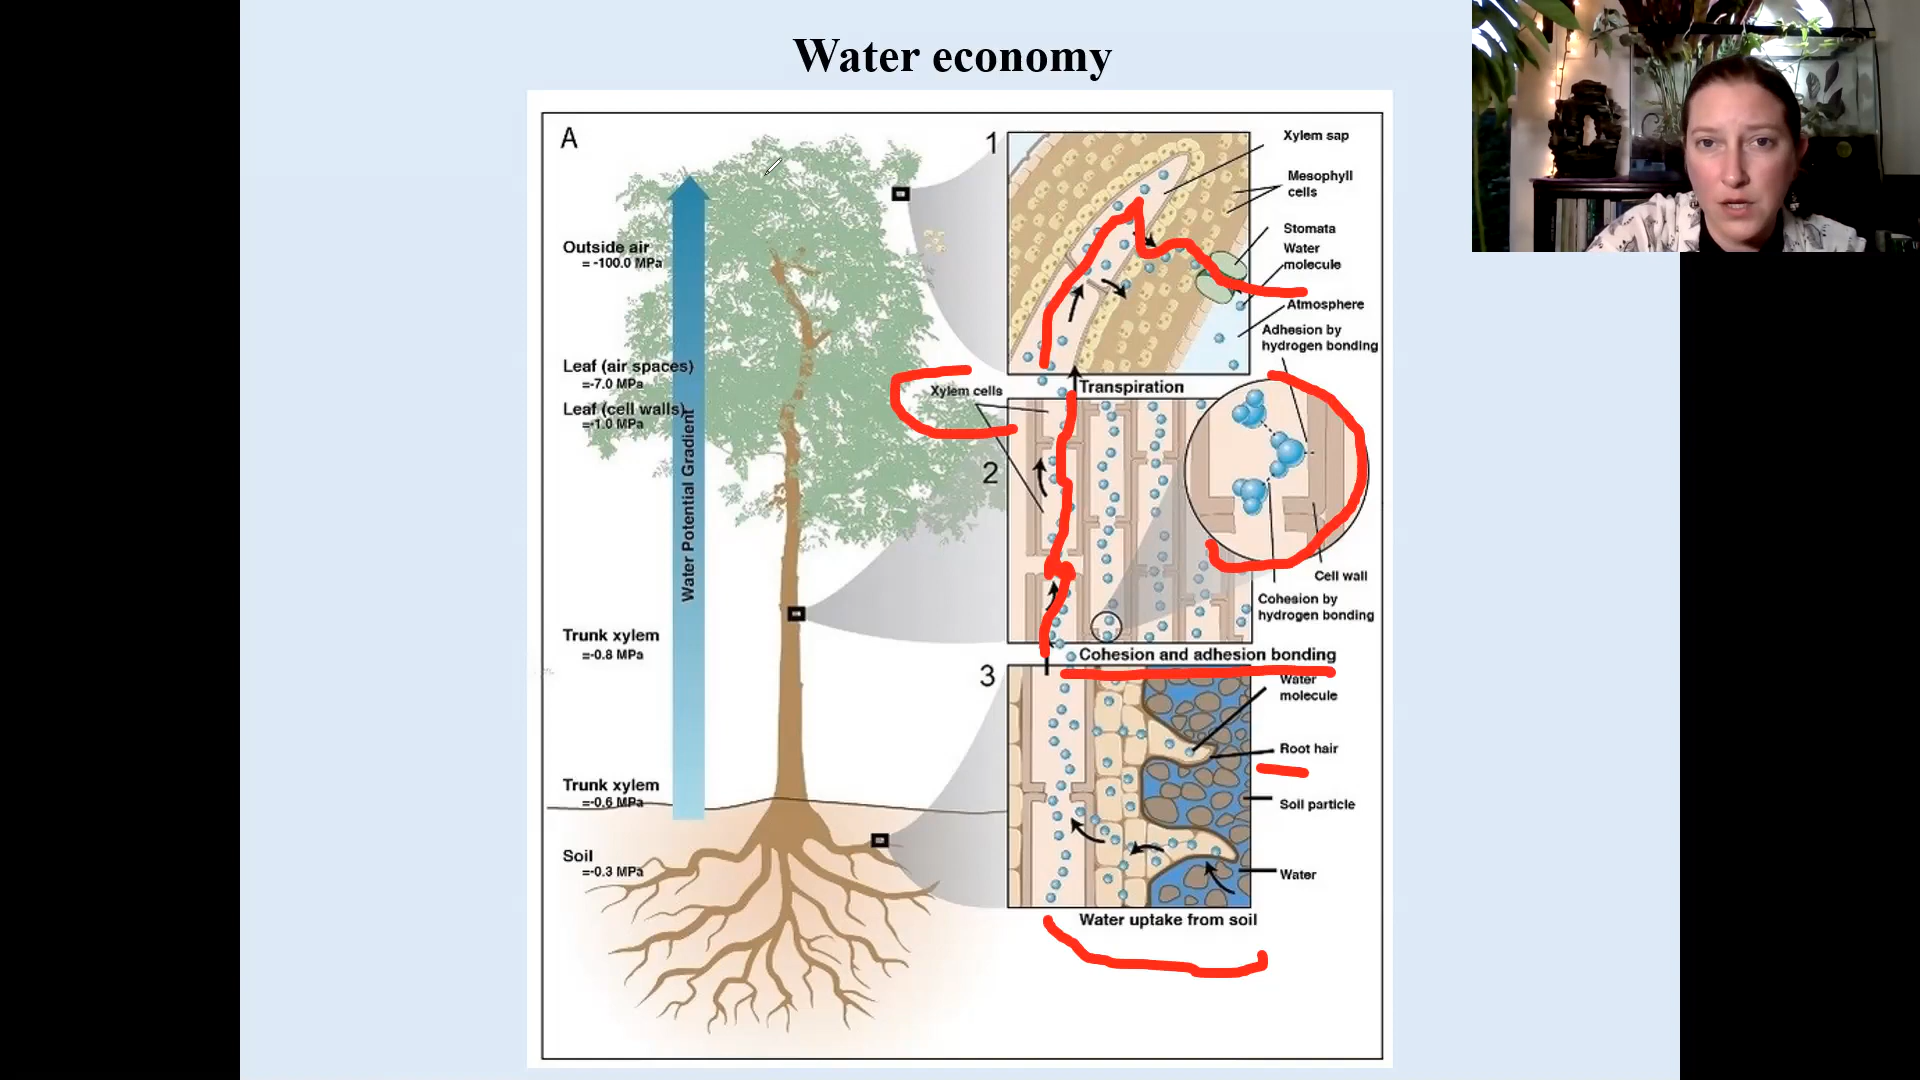 Water economy
A
1
Xylem sap
Mesophyll
cells
Stomata
Water
molecule
Atmosphere
Adhesion by
hydrogen bonding
Outside air
= -100.0 MPa
Leaf (air spaces)
=-7.0 MPa
Leaf (cell walls)
=-1.0 MPa
Water Potential Gradient
Trunk xylem
=-0.8 MPa
Trunk xylem
=-0.6 MPa
Soil
=-0.3 MPa
Transpiration
Xylem cells
2
Cell wall
Cohesion by
hydrogen bonding
Cohesion and adhesion bonding
3
Water
molecule
Root hair
Soil particle
Water
Water uptake from soil